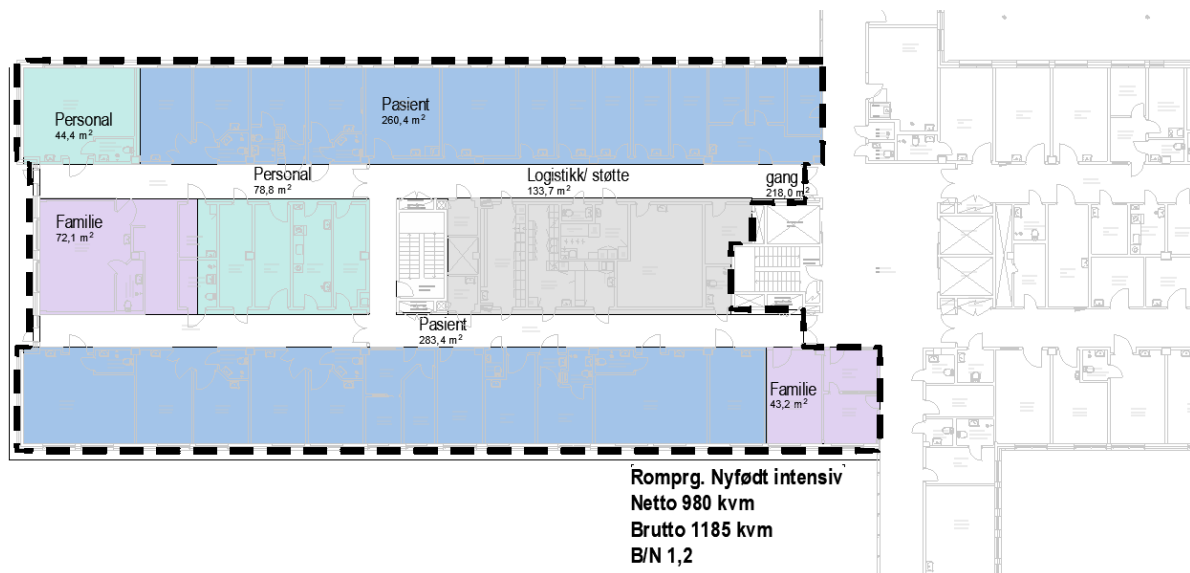 Pasient
260,4 m²
Personal
44,4 m²
Personal
78,8 m²
Logistikk/ støtte
133,7 m²
gang
218,0 m²
Familie
72,1 m²
Pasient
283,4 m²
Familie
43,2 m²
Romprg. Nyfødt intensiv
Netto 980 kvm
Brutto 1185 kvm
B/N 1,2